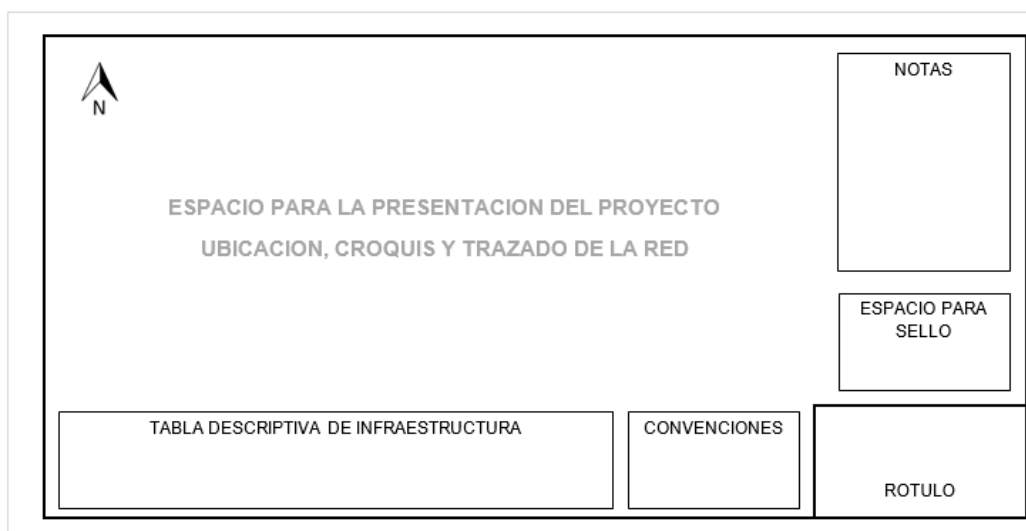 NOTAS
N
ESPACIO PARA LA PRESENTACION DEL PROYECTO
UBICACION, CROQUIS Y TRAZADO DE LA RED
ESPACIO PARA
SELLO
TABLA DESCRIPTIVA DE INFRAESTRUCTURA
CONVENCIONES
ROTULO